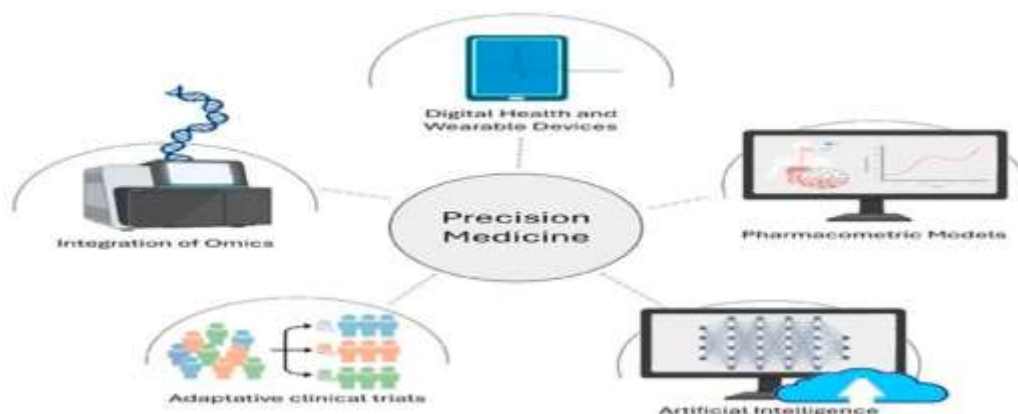 Digital Health and
Wearable Devices
Precision
Medicine
Integration of Omics
Pharmacometric Models
Adaptative clinical trials
Artificial Intelligence